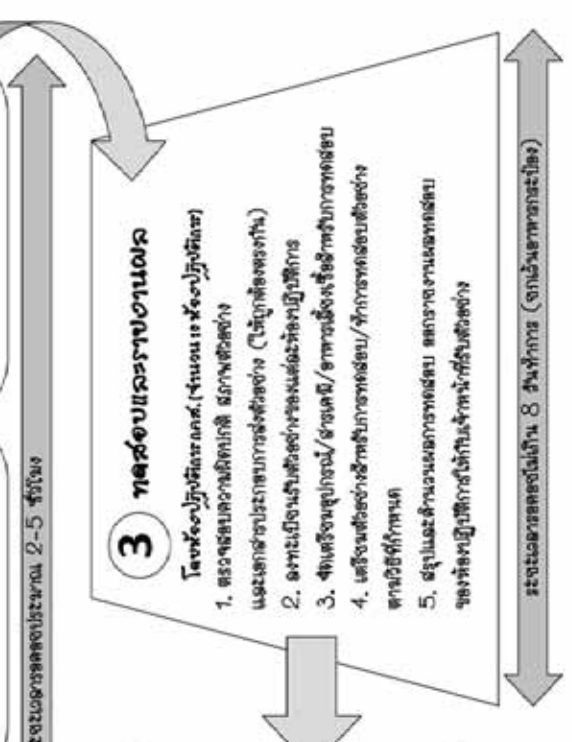 ระยะเวลารอคอยประมาณ 2-5 ชั่วโมง
3 ทดสอบและรายงานผล
โดยห้องปฏิบัติการ กคส. (จำนวน 10 ห้องปฏิบัติการ)
1. ตรวจสอบความผิดปกติ สภาพตัวอย่าง
และเอกสารประกอบการส่งตัวอย่าง (ให้ถูกต้องตรงกัน)
2. ลงทะเบียนรับตัวอย่างของแต่ละห้องปฏิบัติการ
3. จัดเตรียมอุปกรณ์/สารเคมี/อาหารเลี้ยงเชื้อสำหรับการทดสอบ
4. เตรียมตัวอย่างสำหรับการทดสอบ/ทำการทดสอบตัวอย่าง
ตามวิธีที่กำหนด
5. สรุปและคำนวณผลการทดสอบ ออกรายงานผลทดสอบ
ของห้องปฏิบัติการให้กับเจ้าหน้าที่รับตัวอย่าง
ระยะเวลารอคอยไม่เกิน 8 วันทำการ (ยกเว้นอาหารกระป๋อง)